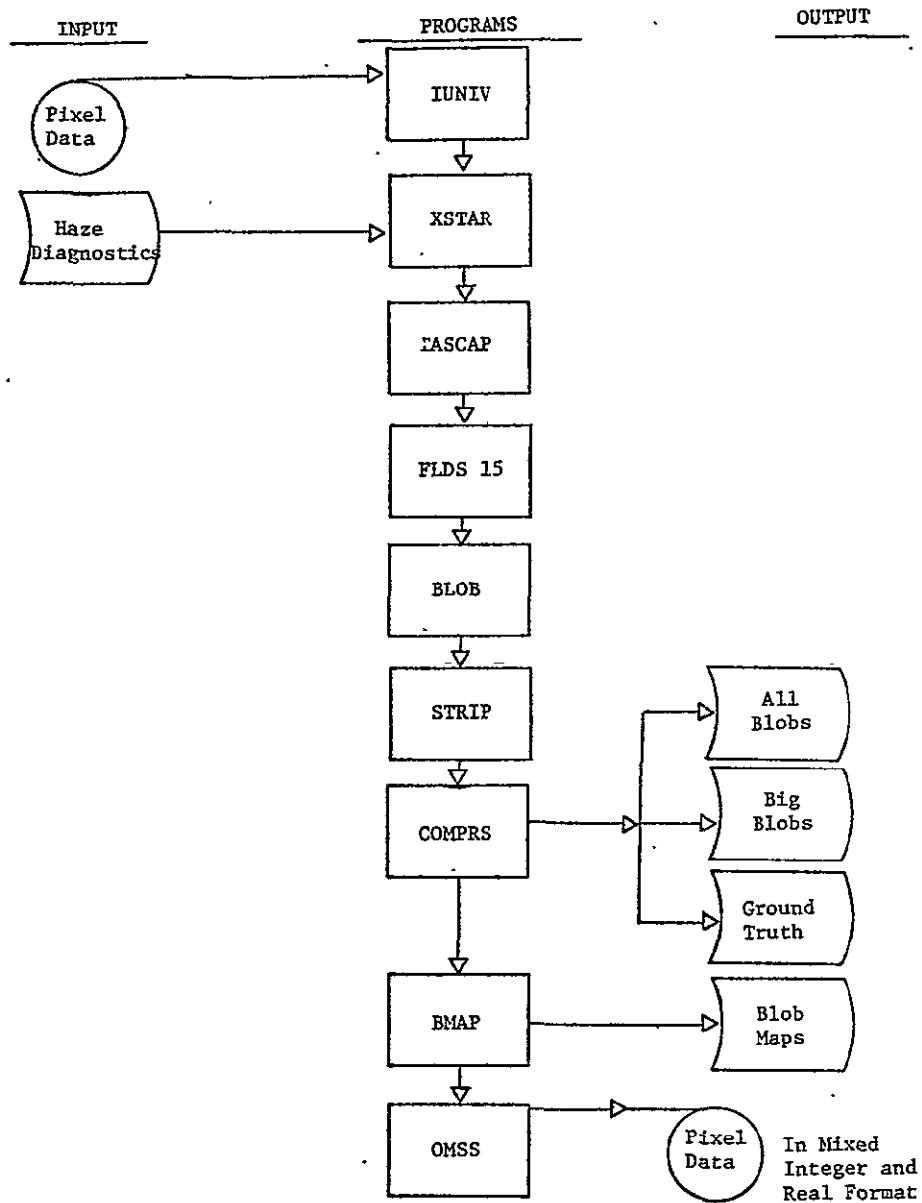 INPUT
PROGRAMS
OUTPUT
Pixel
Data
IUNIV
Haze
Diagnostics
XSTAR
TASCAP
FLDS 15
BLOB
STRIP
COMPRS
All
Blobs
Big
Blobs
Ground
Truth
BMAP
Blob
Maps
OMSS
Pixel
Data
In Mixed
Integer and
Real Format